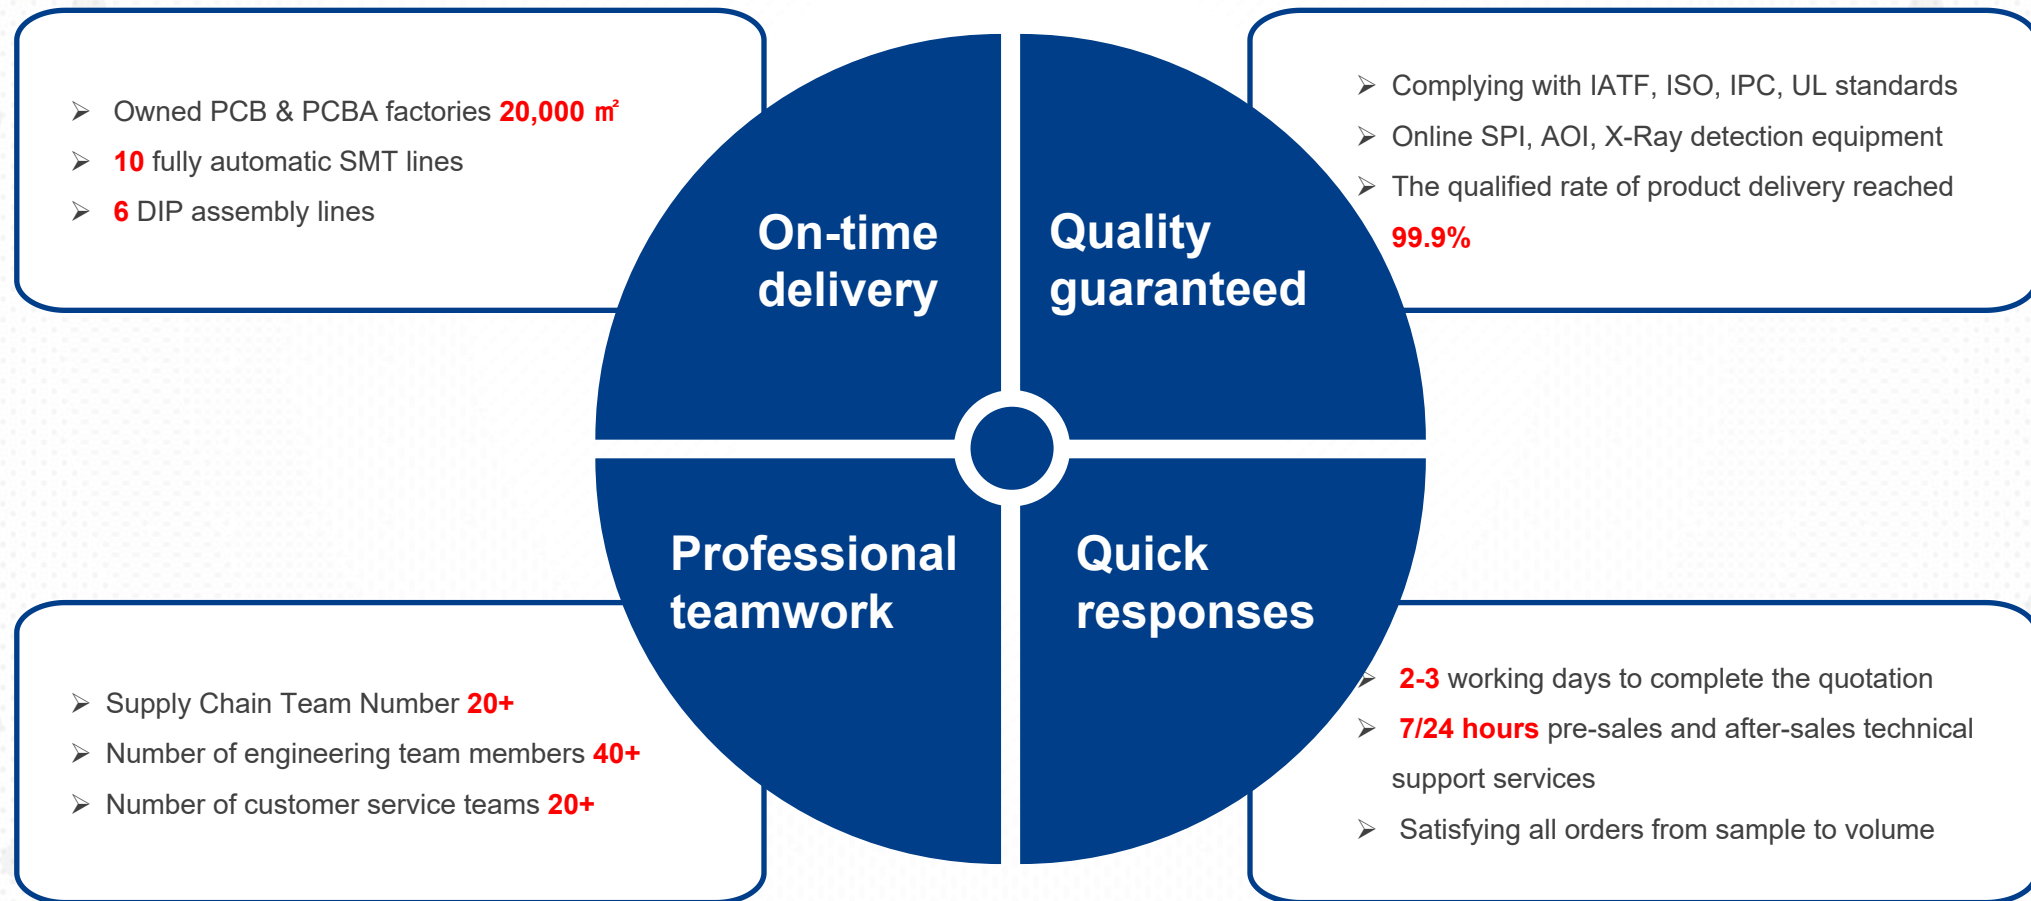 ➢ Owned PCB & PCBA factories 20,000 ㎡
➢ 10 fully automatic SMT lines
➢ 6 DIP assembly lines
On-time
delivery
Quality
guaranteed
➢ Complying with IATF, ISO, IPC, UL standards
➢ Online SPI, AOI, X-Ray detection equipment
➢ The qualified rate of product delivery reached
99.9%
Professional
teamwork
➢ Supply Chain Team Number 20+
➢ Number of engineering team members 40+
➢ Number of customer service teams 20+
Quick
responses
➢ 2-3 working days to complete the quotation
➢ 7/24 hours pre-sales and after-sales technical
support services
➢ Satisfying all orders from sample to volume